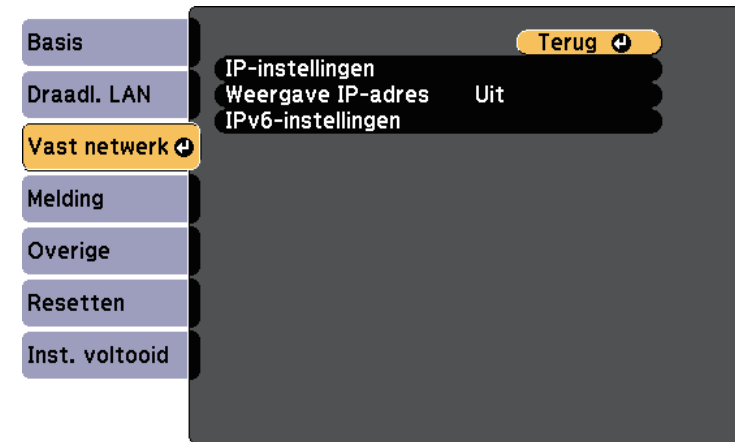 Basis
Draadl. LAN
Vast netwerk
Melding
Overige
Resetten
Inst. voltooid
Terug
IP-instellingen
Weergave IP-adres Uit
IPv6-instellingen